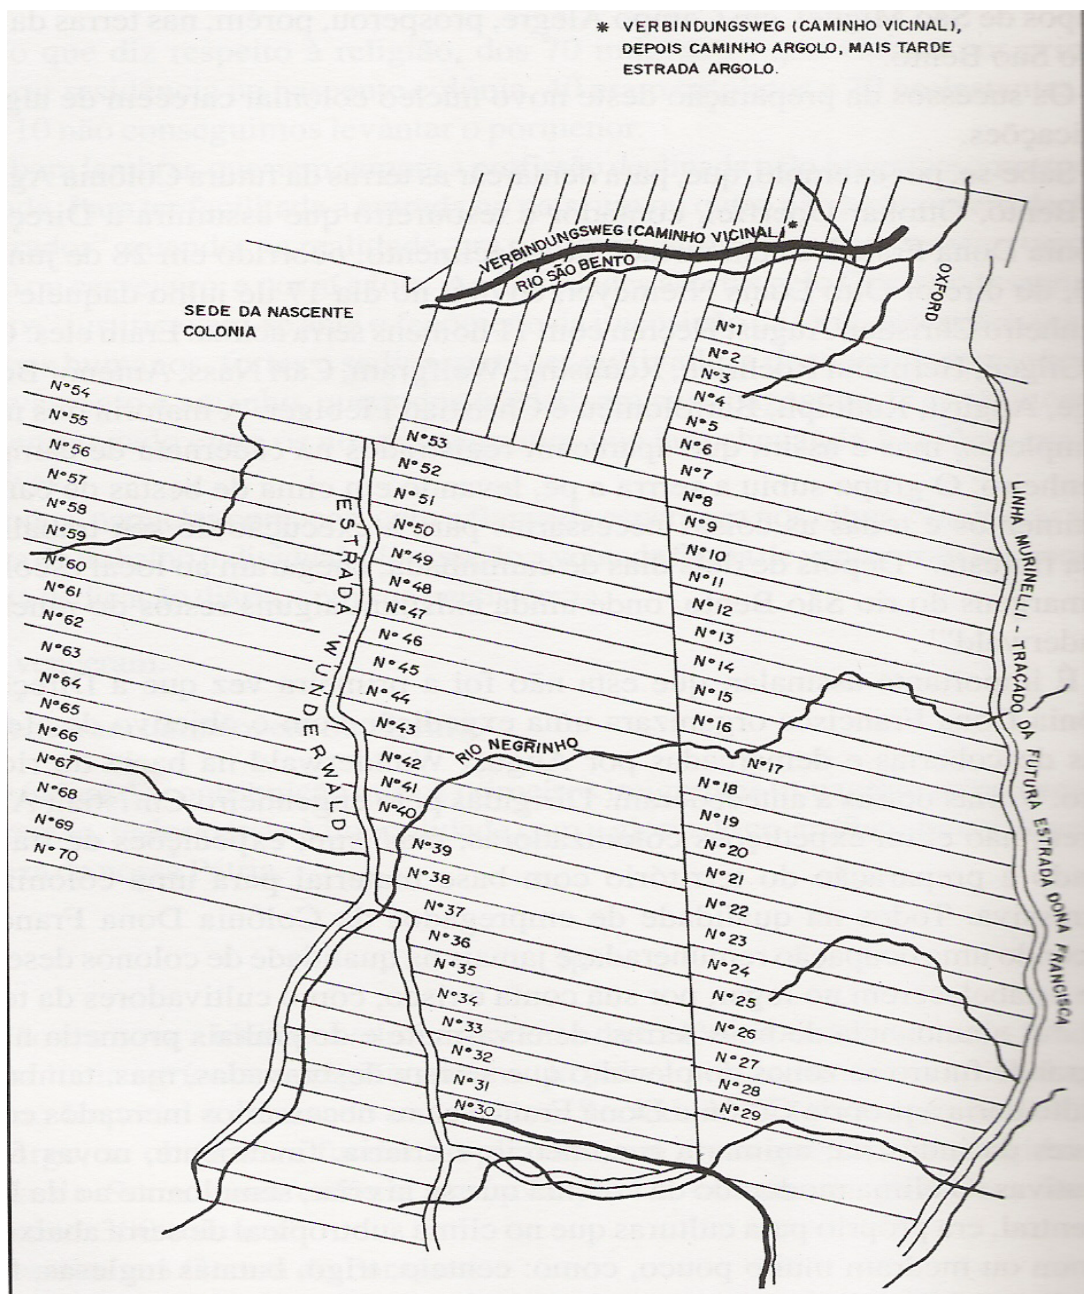 * VERBINDUNGSWEG (CAMINHO VICINAL),
DEPOIS CAMINHO ARGOLO, MAIS TARDE
ESTRADA ARGOLO.
VERBINDUNGSWEG (CAMINHO VICINAL) *
RIO SÃO BENTO
OXFORD
SEDE DA NASCENTE
COLONIA
Nº1
Nº2
Nº3
Nº4
Nº5
Nº6
Nº7
Nº8
Nº9
Nº10
Nº11
Nº12
Nº13
Nº14
Nº15
Nº16
Nº17
Nº18
Nº19
Nº20
Nº21
Nº22
Nº23
Nº24
Nº25
Nº26
Nº27
Nº28
Nº29
Nº53
Nº52
Nº51
Nº50
Nº49
Nº48
Nº47
Nº46
Nº45
Nº44
Nº43
Nº42
Nº41
Nº40
Nº39
Nº38
Nº37
Nº36
Nº35
Nº34
Nº33
Nº32
Nº31
Nº30
Nº54
Nº55
Nº56
Nº57
Nº58
Nº59
Nº60
Nº61
Nº62
Nº63
Nº64
Nº65
Nº66
Nº67
Nº68
Nº69
Nº70
ESTRADA "WUNDERWALD
RIO NEGRINHO
LINHA MURINELLI TRAÇADO DA FUTURA ESTRADA DONA FRANCISCA